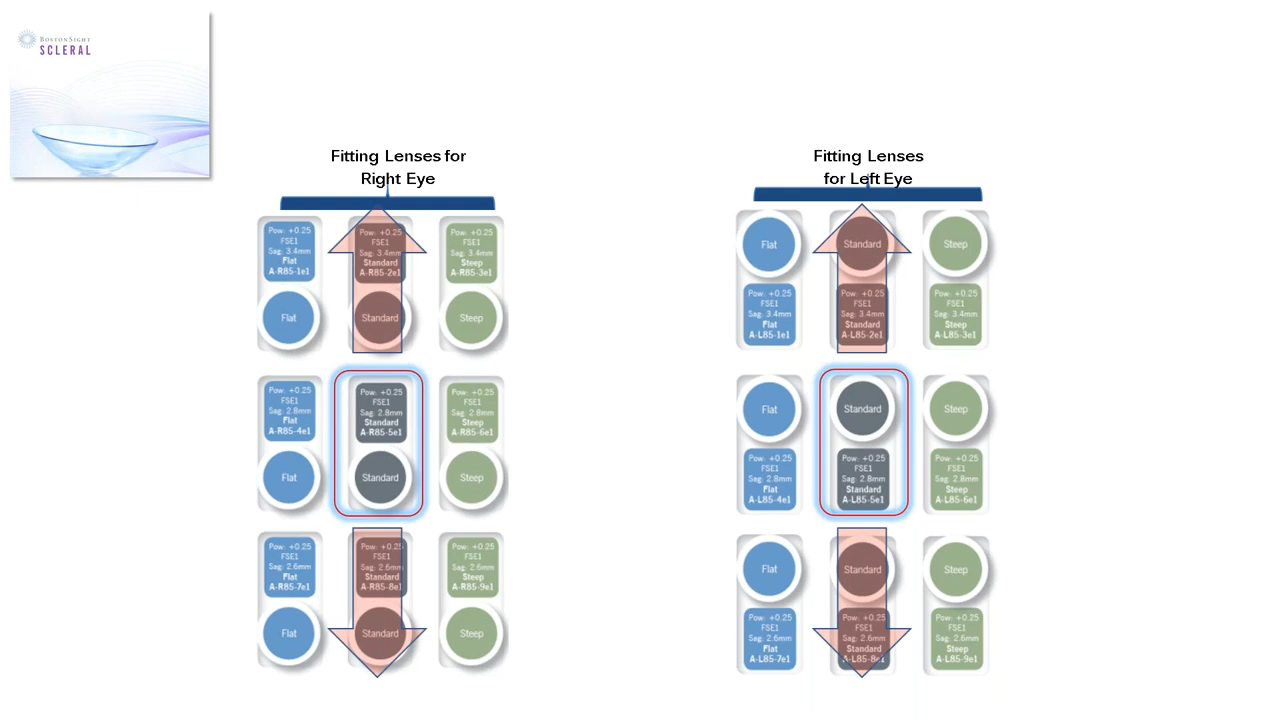 BOSTONSIGHT
SCLERAL
Fitting Lenses for
Right Eye
Pow: +0.25
FSE1
Sag: 3.4mm
Flat
A-R85-1e1
Flat
Pow: +0.25
FSE1
Sag: 3.4mm
Standard
A-R85-2e1
Standard
Pow: +0.25
FSE1
Sag: 3.4mm
Steep
A-R85-3e1
Steep
Pow: +0.25
FSE1
Sag: 2.8mm
Flat
A-R85-4e1
Flat
Pow: +0.25
FSE1
Sag: 2.8mm
Standard
A-R85-5e1
Standard
Pow: +0.25
FSE1
Sag: 2.8mm
Steep
A-R85-6e1
Steep
Pow: +0.25
FSE1
Sag: 2.6mm
Flat
A-R85-7e1
Flat
Pow: +0.25
FSE1
Sag: 2.6mm
Standard
A-R85-8e1
Standard
Pow: +0.25
FSE1
Sag: 2.6mm
Steep
A-R85-9e1
Steep
Fitting Lenses
for Left Eye
Flat
Pow: +0.25
FSE1
Sag: 3.4mm
Flat
A-L85-1e1
Standard
Pow: +0.25
FSE1
Sag: 3.4mm
Standard
A-L85-2e1
Steep
Pow: +0.25
FSE1
Sag: 3.4mm
Steep
A-L85-3e1
Flat
Pow: +0.25
FSE1
Sag: 2.8mm
Flat
A-L85-4e1
Standard
Pow: +0.25
FSE1
Sag: 2.8mm
Standard
A-L85-5e1
Steep
Pow: +0.25
FSE1
Sag: 2.8mm
Steep
A-L85-6e1
Flat
Pow: +0.25
FSE1
Sag: 2.6mm
Flat
A-L85-7e1
Standard
Pow: +0.25
FSE1
Sag: 2.6mm
Standard
A-L85-8e1
Steep
Pow: +0.25
FSE1
Sag: 2.6mm
Steep
A-L85-9e1